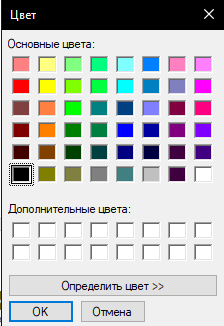 Цвет
Основные цвета:
Дополнительные цвета:
Определить цвет >>
OK
Отмена